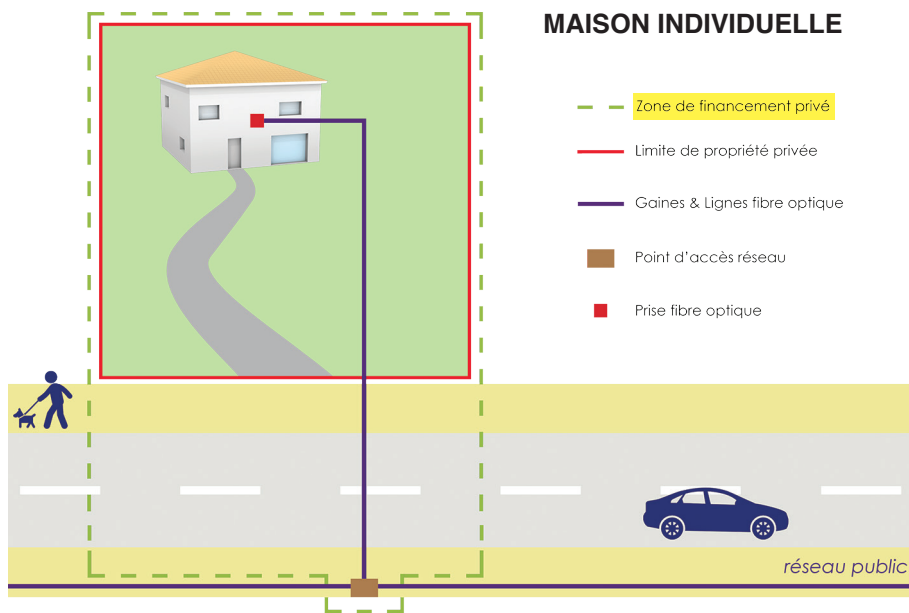 MAISON INDIVIDUELLE
Zone de financement privé
Limite de propriété privée
Gaines & Lignes fibre optique
Point d’accès réseau
Prise fibre optique
réseau public